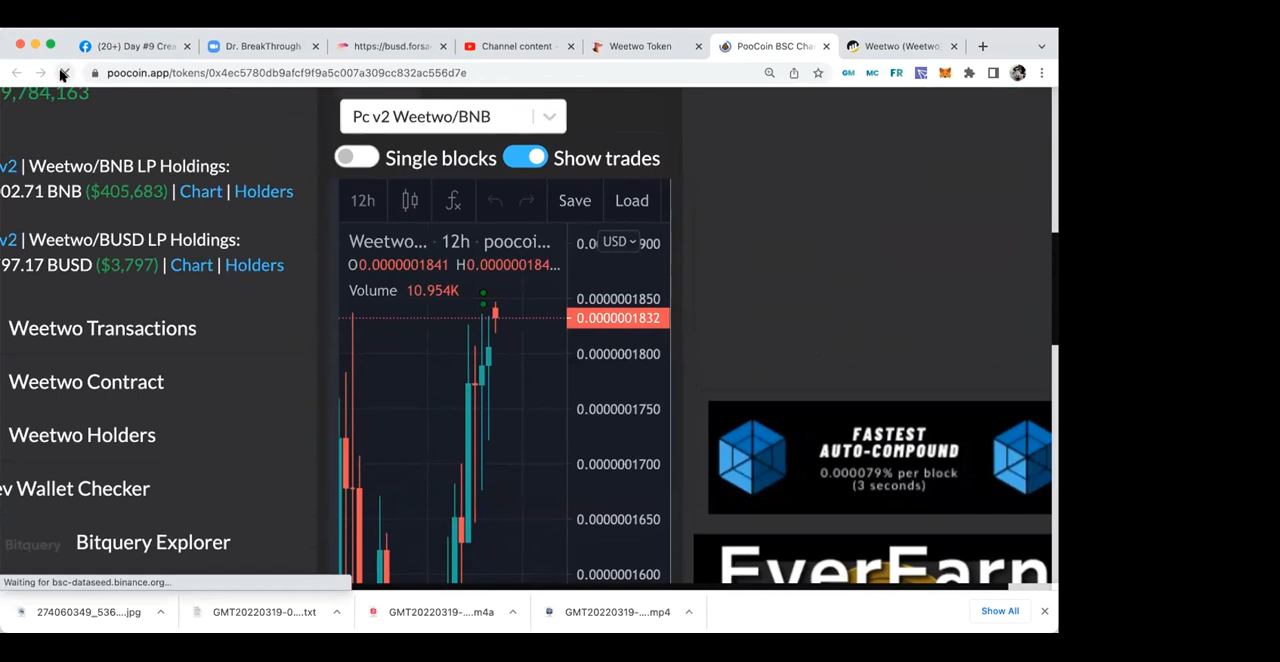 (20+) Day #9 Crea
Dr. BreakThrough
https://busd.forsa
Channel content -
Weetwo Token
PooCoin BSC Cha
Weetwo (Weetwo)
poocoin.app/tokens/0x4ec5780db9afcf9f9a5c007a309cc832ac556d7e
GM
MC
FR
9,784,163
v2 | Weetwo/BNB LP Holdings:
02.71 BNB ($405,683) | Chart | Holders
v2 | Weetwo/BUSD LP Holdings:
97.17 BUSD ($3,797) | Chart | Holders
Weetwo Transactions
Weetwo Contract
Weetwo Holders
ev Wallet Checker
Bitquery
Bitquery Explorer
Pc v2 Weetwo/BNB
Single blocks
Show trades
12h
Save
Load
Weetwo... · 12h · poocoi...
O0.0000001841 H0.000000184...
Volume 10.954K
USD
0.0000001850
0.0000001832
0.0000001800
0.0000001750
0.0000001700
0.0000001650
0.0000001600
FASTEST
AUTO-COMPOUND
0.000079% per block
(3 seconds)
EverEarn
Waiting for bsc-dataseed.binance.org...
274060349_536....jpg
GMT20220319-0....txt
GMT20220319-....m4a
GMT20220319-....mp4
Show All